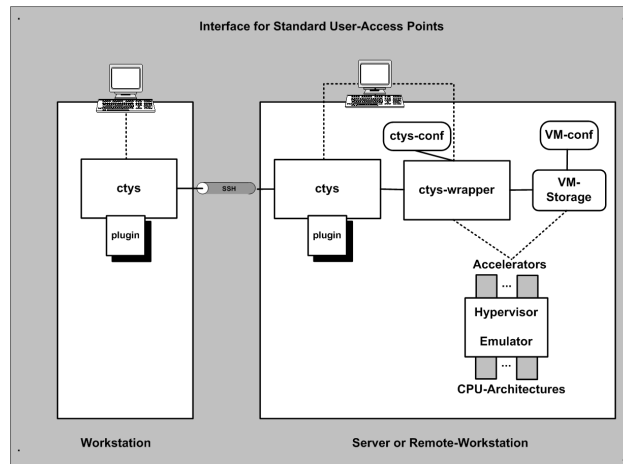 Interface for Standard User-Access Points
ctys-conf
VM-conf
ctys
SSH
ctys
ctys-wrapper
VM-
Storage
plugin
plugin
Accelerators
...
Hypervisor
Emulator
...
CPU-Architectures
Workstation
Server or Remote-Workstation